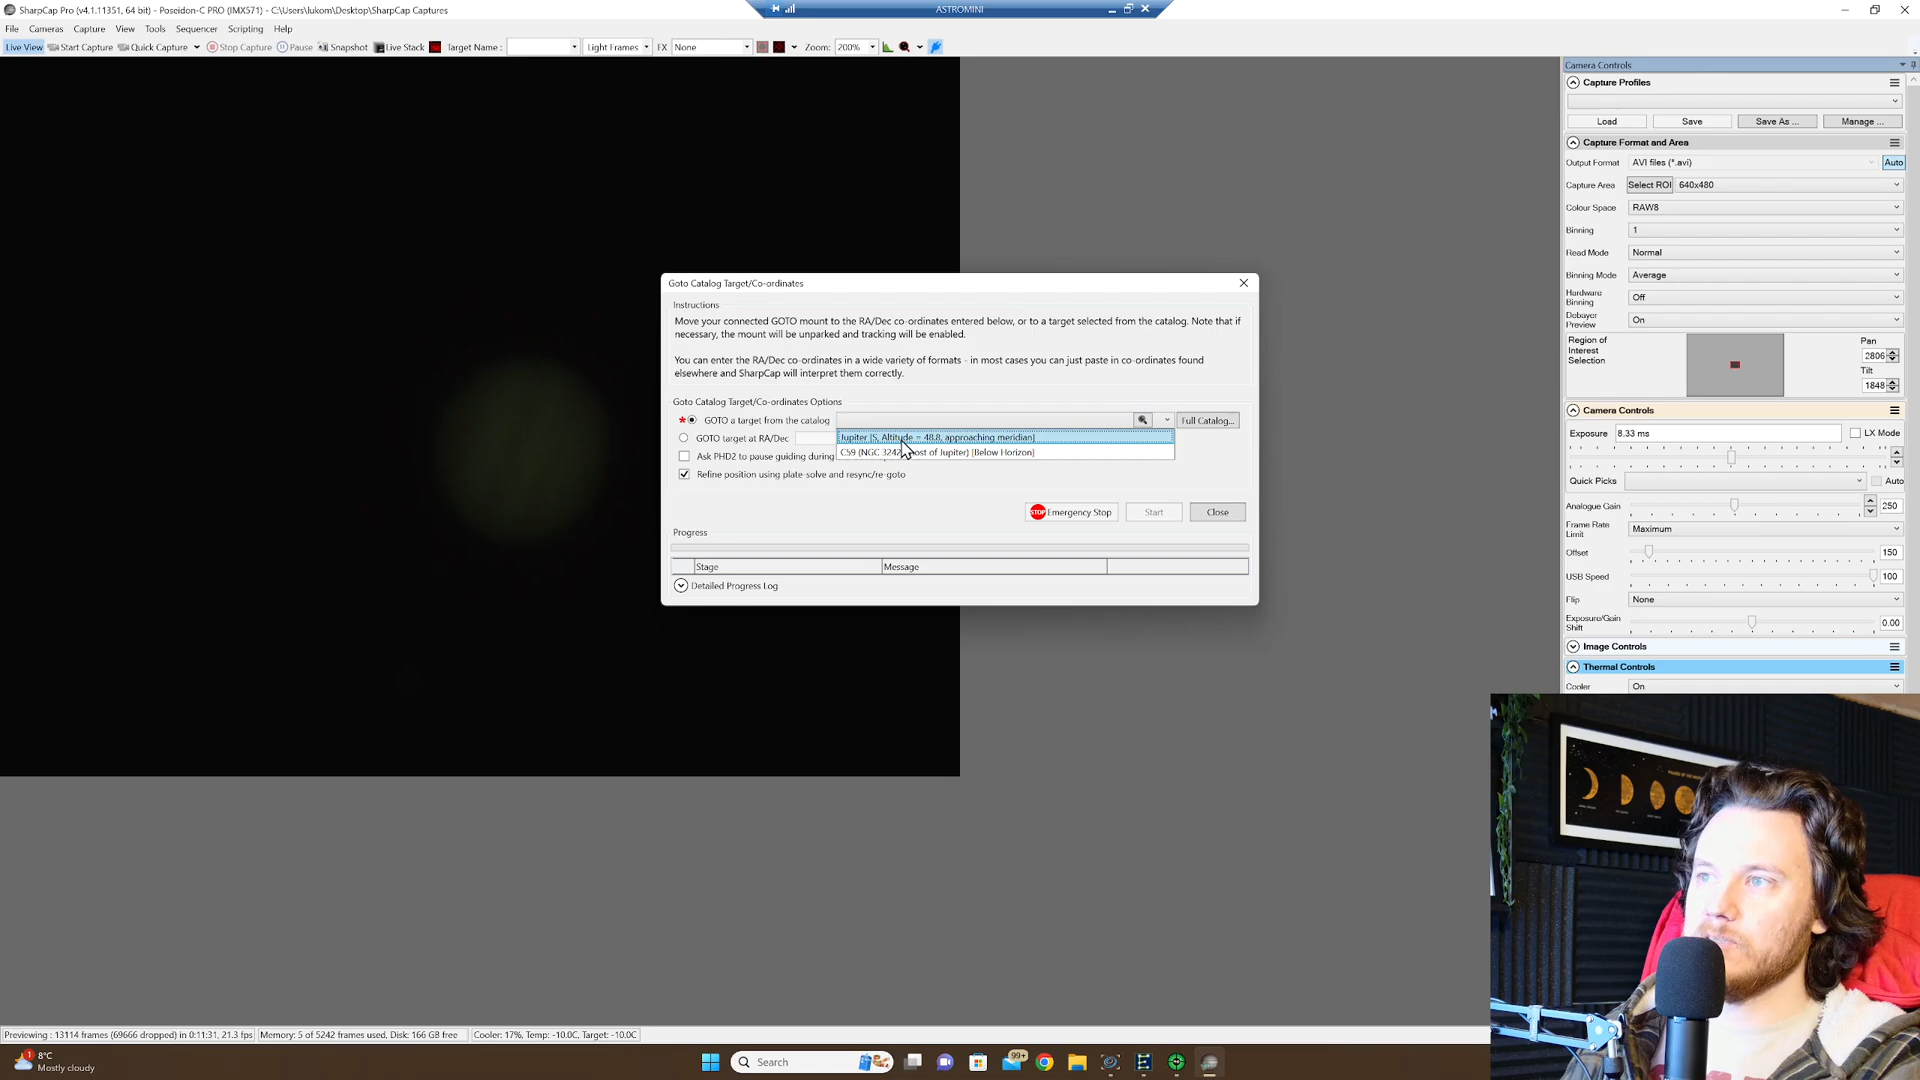 SharpCap Pro (v4.1.11351, 64 bit) - Poseidon-C PRO (IMX571) - C:\Users\lukom\Desktop\SharpCap Captures
ASTROMINI
File Cameras Capture View Tools Sequencer Scripting Help
Live View Start Capture Quick Capture Stop Capture Pause Snapshot Live Stack Target Name : Light Frames FX None Zoom: 200%
Camera Controls
Capture Profiles
Load Save Save As ... Manage ...
Capture Format and Area
Output Format AVI files (*.avi) Auto
Capture Area Select ROI 640x480
Colour Space RAW8
Binning 1
Read Mode Normal
Binning Mode Average
Hardware
Binning Off
Debayer
Preview On
Region of
Interest
Selection
Pan
2806
Tilt
1848
Camera Controls
Exposure 8.33 ms LX Mode
Quick Picks Auto
Analogue Gain 250
Frame Rate
Limit Maximum
Offset 150
USB Speed 100
Flip None
Exposure/Gain
Shift 0.00
Image Controls
Thermal Controls
Cooler On
Goto Catalog Target/Co-ordinates
Instructions
Move your connected GOTO mount to the RA/Dec co-ordinates entered below, or to a target selected from the catalog. Note that if
necessary, the mount will be unparked and tracking will be enabled.
You can enter the RA/Dec co-ordinates in a wide variety of formats - in most cases you can just paste in co-ordinates found
elsewhere and SharpCap will interpret them correctly.
Goto Catalog Target/Co-ordinates Options
* GOTO a target from the catalog Full Catalog...
GOTO target at RA/Dec
Jupiter [S, Altitude = 48.8, approaching meridian]
C59 (NGC 3242 of Jupiter) [Below Horizon]
Ask PHD2 to pause guiding during
Refine position using plate-solve and resync/re-goto
STOP Emergency Stop Start Close
Progress
Stage Message
Detailed Progress Log
Previewing : 13114 frames (69666 dropped) in 0:11:31, 21.3 fps Memory: 5 of 5242 frames used, Disk: 166 GB free Cooler: 17%, Temp: -10.0C, Target: -10.0C
1
8°C
Mostly cloudy
Search
99+